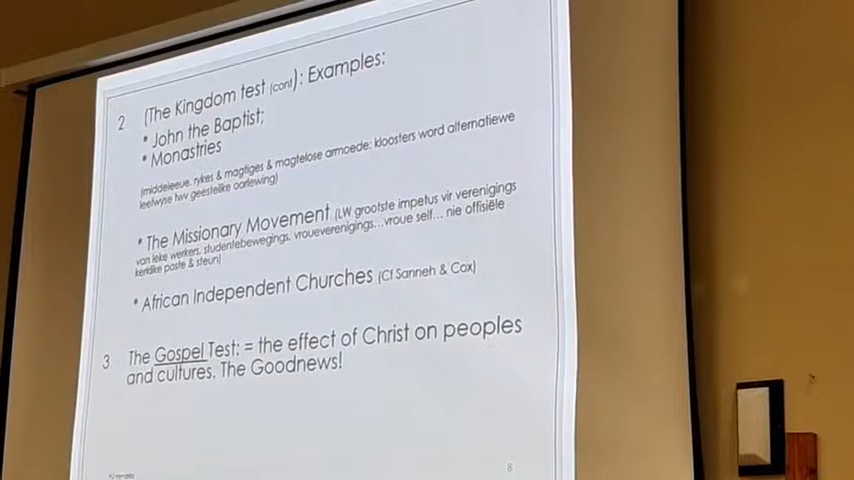 2 (The Kingdom test (cont): Examples:
* John the Baptist;
* Monastries
(middeleeue. rykes & magtiges & magtelose armoede: kloosters word alternatiewe
leefwyse twv geestelike oorlewing)
* The Missionary Movement (LW grootste impetus vir verenigings
van leke werkers, studentebewegings, vroueverenigings...vroue self... nie offisiële
kerklike poste & steun)
* African Independent Churches (Cf Sanneh & Cox)
3 The Gospel Test: = the effect of Christ on peoples
and cultures. The Goodnews!
8